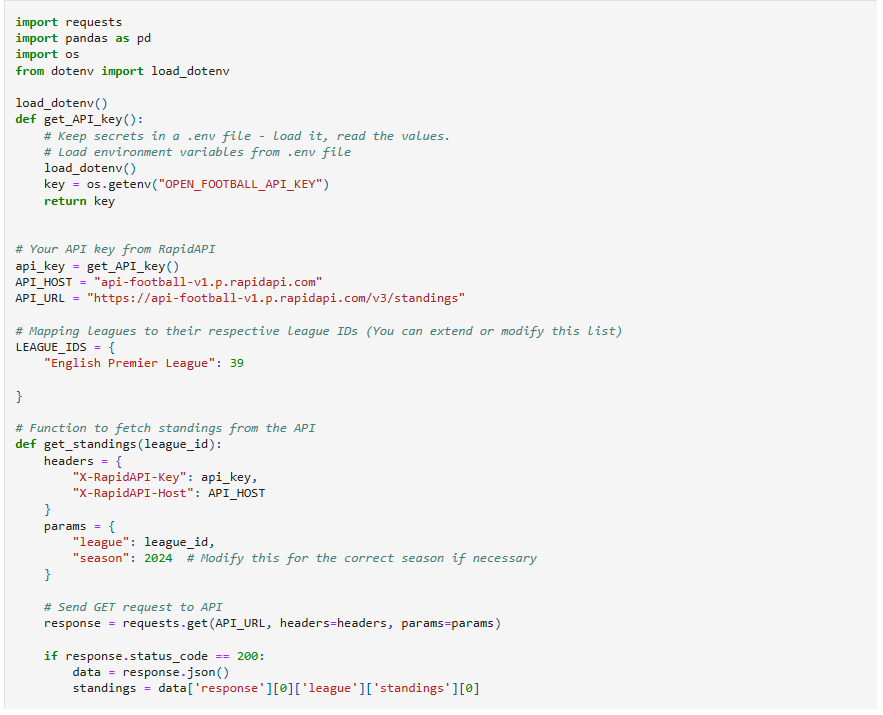 import requests
import pandas as pd
import os
from dotenv import load_dotenv

load_dotenv()
def get_API_key():
    # Keep secrets in a .env file - load it, read the values.
    # Load environment variables from .env file
    load_dotenv()
    key = os.getenv("OPEN_FOOTBALL_API_KEY")
    return key


# Your API key from RapidAPI
api_key = get_API_key()
API_HOST = "api-football-v1.p.rapidapi.com"
API_URL = "https://api-football-v1.p.rapidapi.com/v3/standings"

# Mapping leagues to their respective league IDs (You can extend or modify this list)
LEAGUE_IDS = {
    "English Premier League": 39

}

# Function to fetch standings from the API
def get_standings(league_id):
    headers = {
        "X-RapidAPI-Key": api_key,
        "X-RapidAPI-Host": API_HOST
    }
    params = {
        "league": league_id,
        "season": 2024  # Modify this for the correct season if necessary
    }

    # Send GET request to API
    response = requests.get(API_URL, headers=headers, params=params)

    if response.status_code == 200:
        data = response.json()
        standings = data['response'][0]['league']['standings'][0]